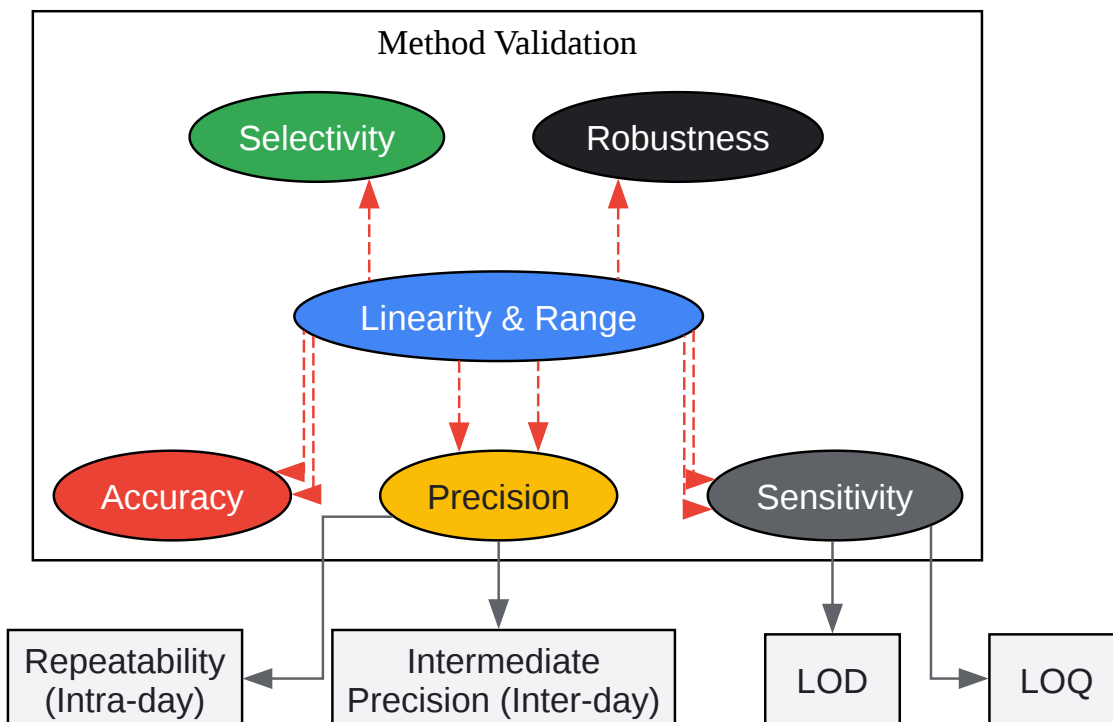 Method Validation
Selectivity
Robustness
Linearity & Range
Accuracy
Precision
Sensitivity
Repeatability
(Intra-day)
Intermediate
Precision (Inter-day)
LOD
LOQ